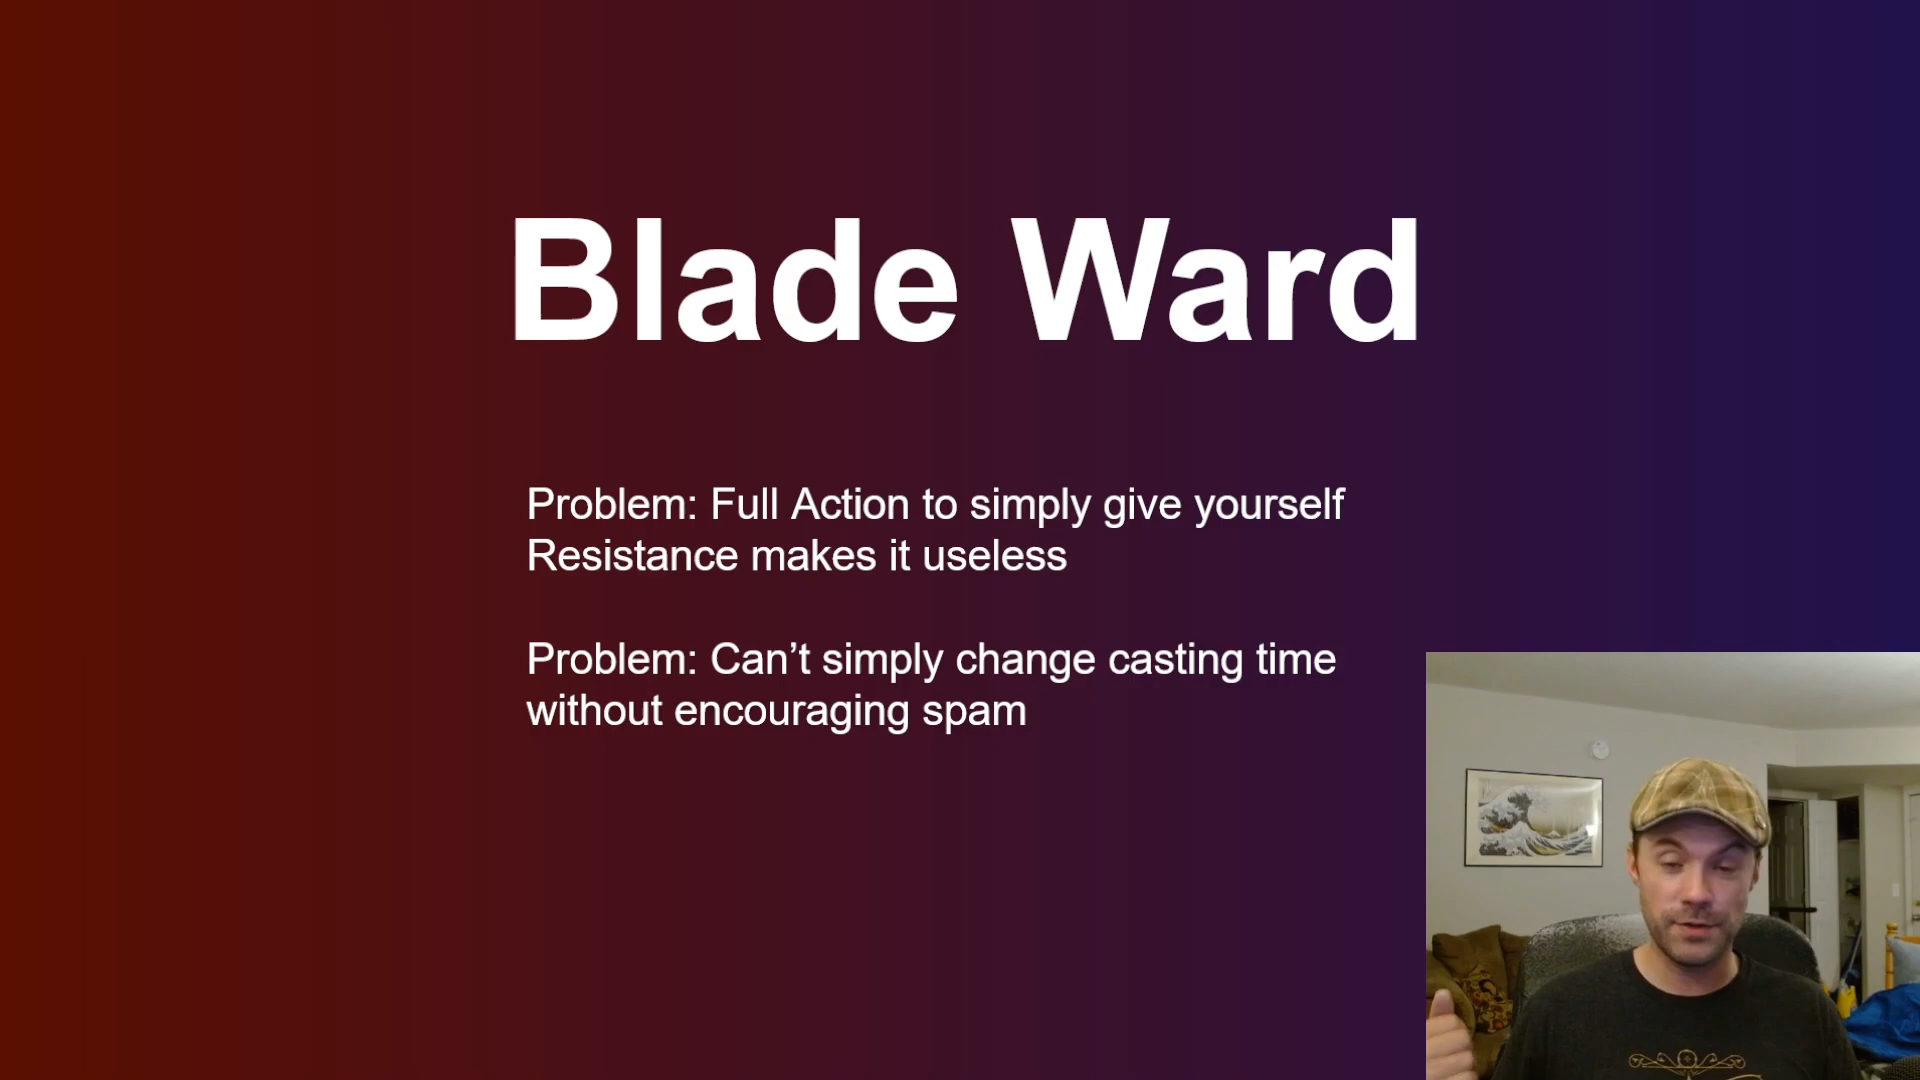 Blade Ward
Problem: Full Action to simply give yourself
Resistance makes it useless
Problem: Can’t simply change casting time
without encouraging spam